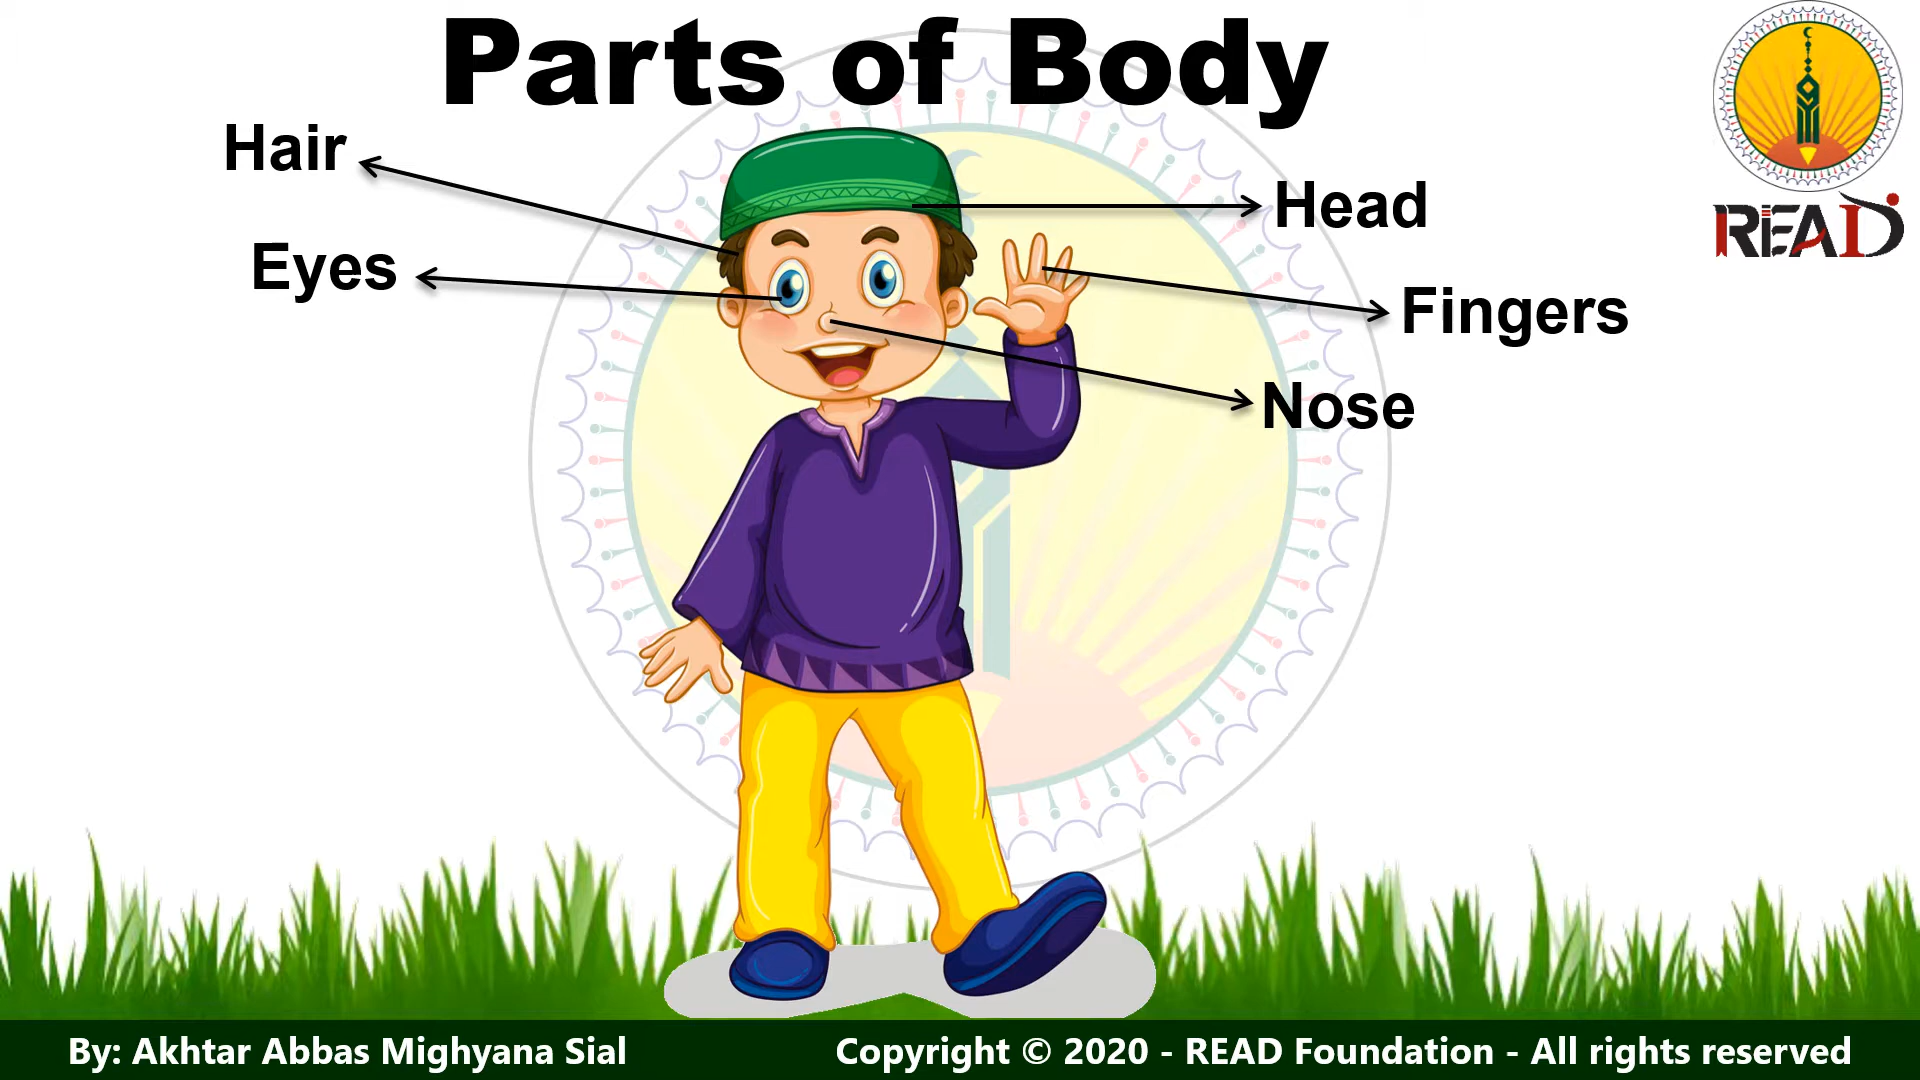 Parts of Body
READ
Hair
Head
Eyes
Fingers
Nose
By: Akhtar Abbas Mighyana Sial
Copyright © 2020 - READ Foundation - All rights reserved